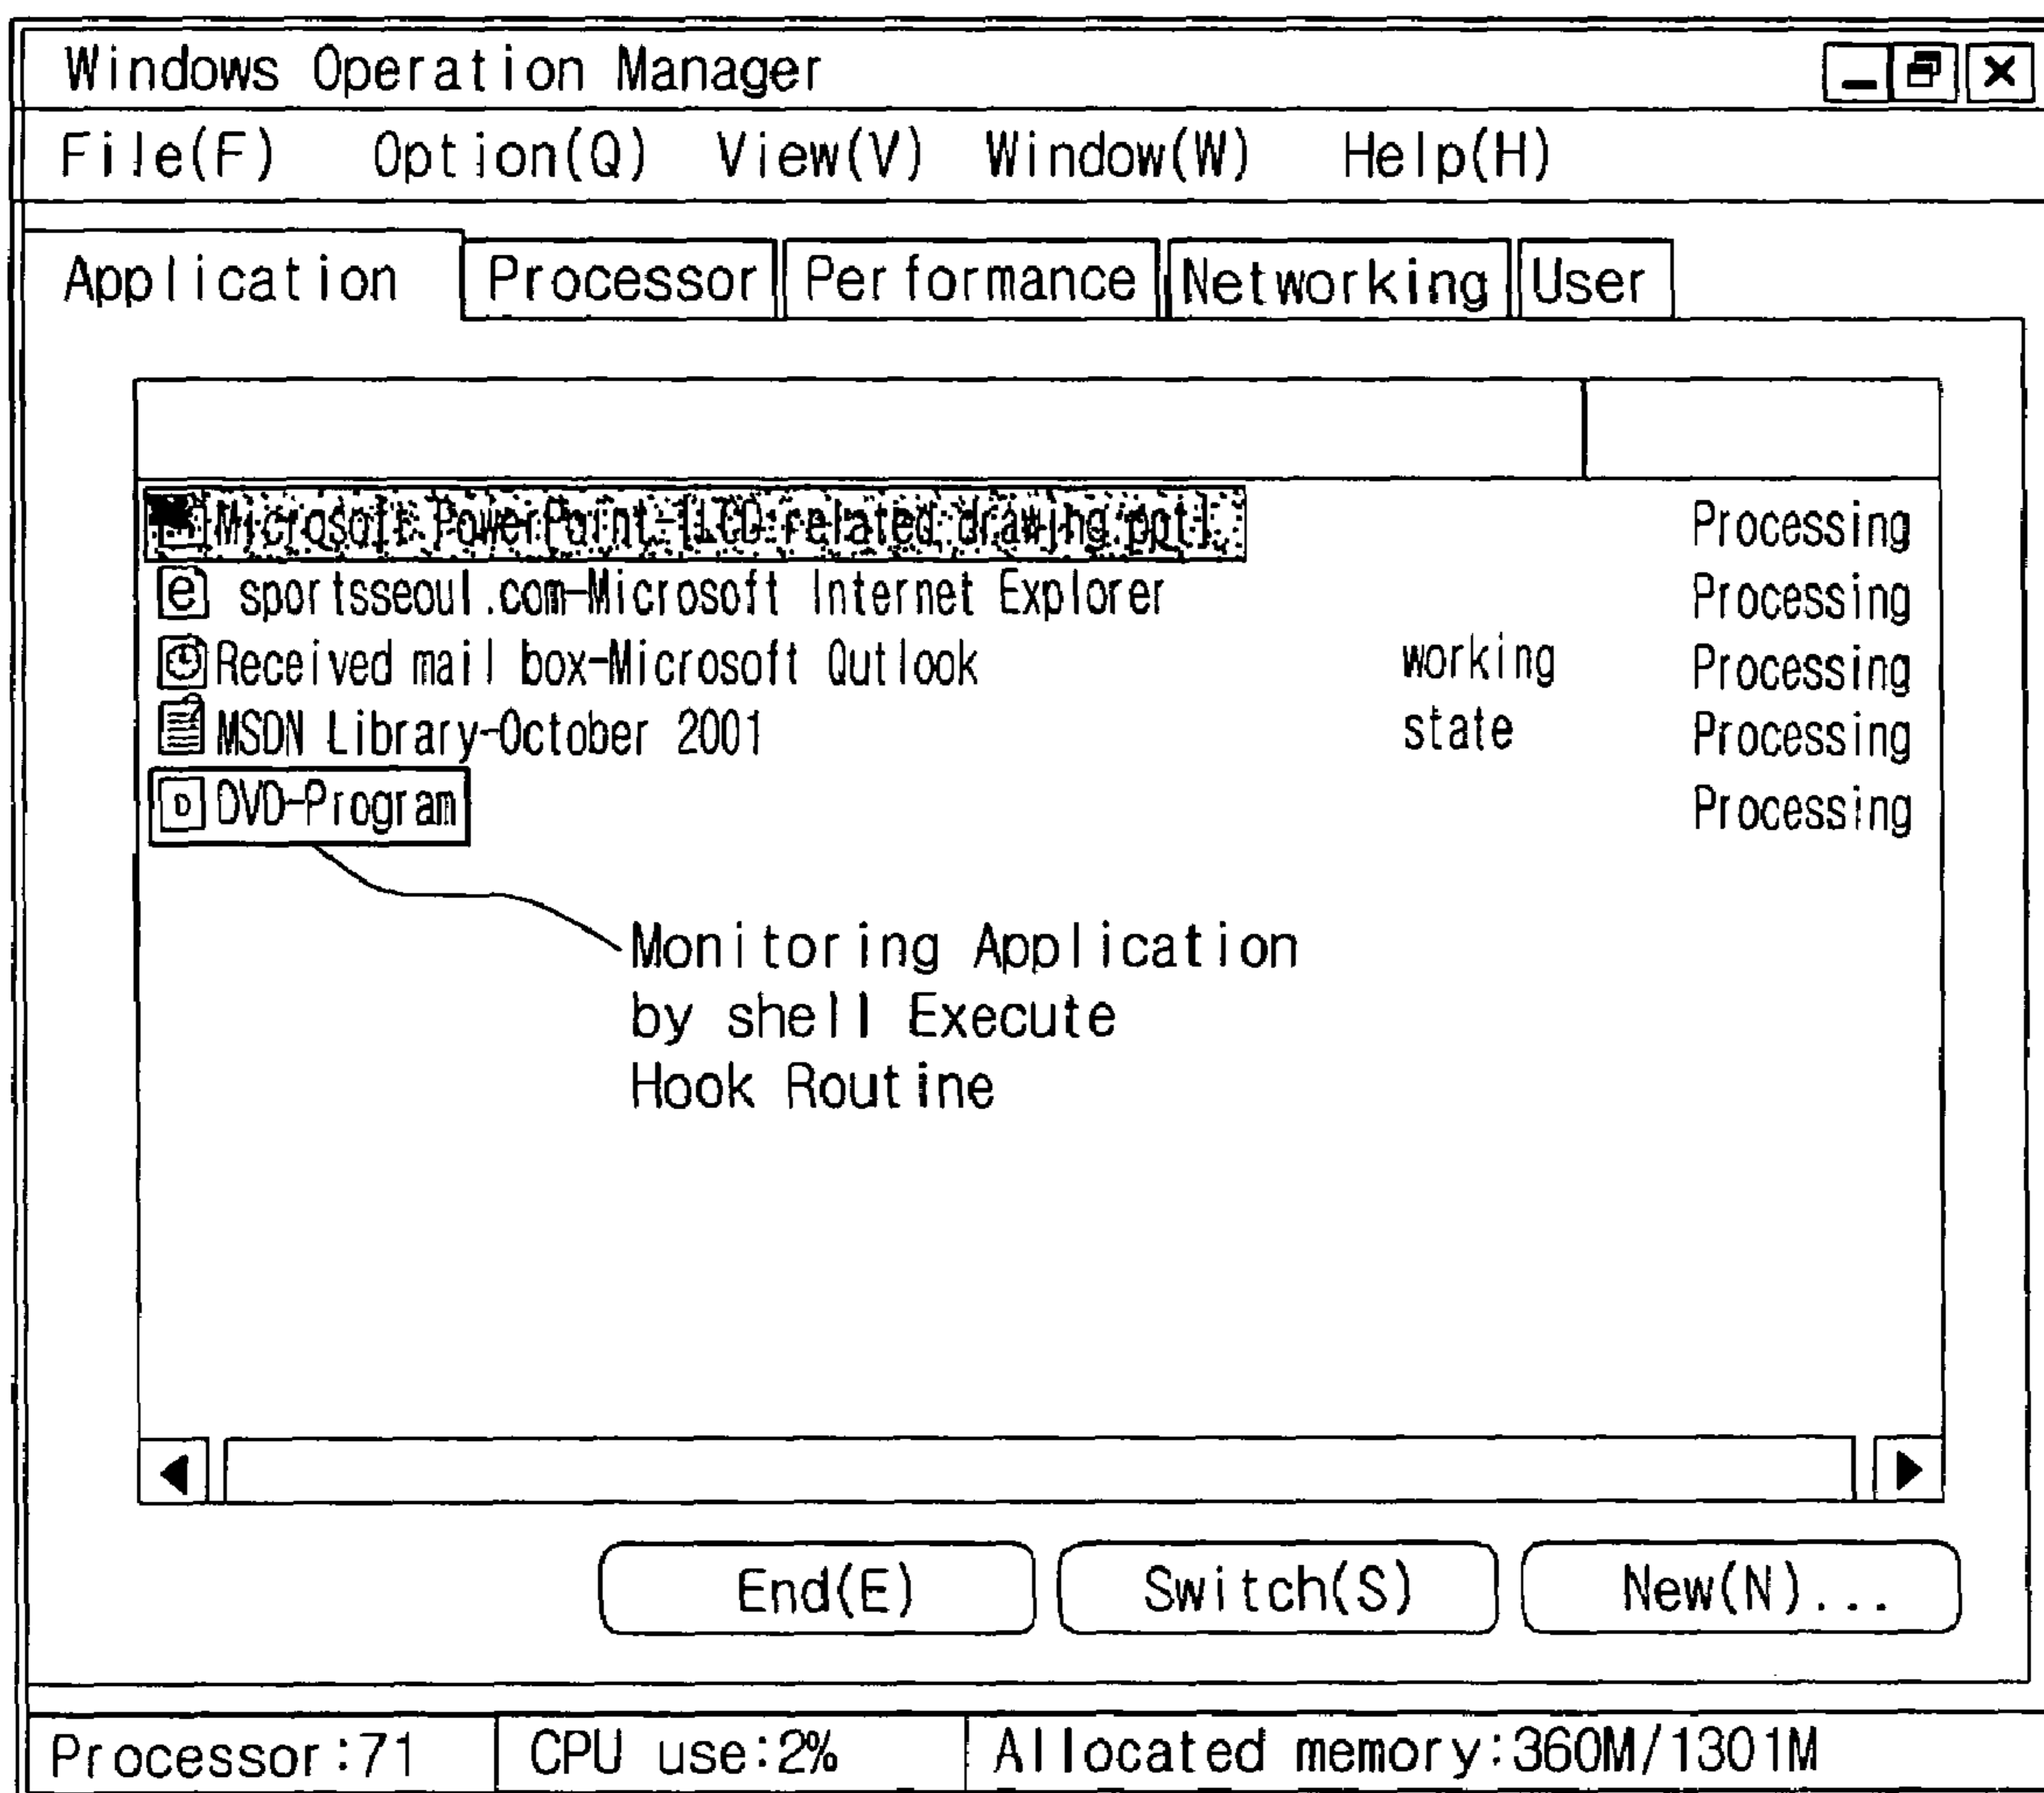 Windows Operation Manager
File(F) Option(Q) View(V) Window(W) Help(H)
Application Processor Performance Networking User
Microsoft PowerPoint-[LCD related drawing.ppt] Processing
sportsseoul.com-Microsoft Internet Explorer Processing
Received mail box-Microsoft Qutlook working Processing
MSDN Library-October 2001 state Processing
DVD-Program Processing
Monitoring Application
by shell Execute
Hook Routine
End(E) Switch(S) New(N)...
Processor:71 CPU use:2% Allocated memory:360M/1301M